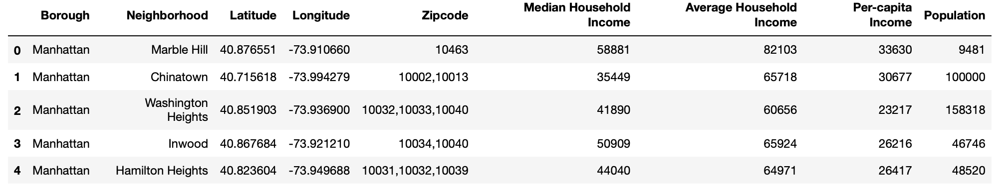 Borough Neighborhood Latitude Longitude Zipcode Median Household Income Average Household Income Per-capita Income Population
0 Manhattan Marble Hill 40.876551 -73.910660 10463 58881 82103 33630 9481
1 Manhattan Chinatown 40.715618 -73.994279 10002,10013 35449 65718 30677 100000
2 Manhattan Washington Heights 40.851903 -73.936900 10032,10033,10040 41890 60656 23217 158318
3 Manhattan Inwood 40.867684 -73.921210 10034,10040 50909 65924 26216 46746
4 Manhattan Hamilton Heights 40.823604 -73.949688 10031,10032,10039 44040 64971 26417 48520